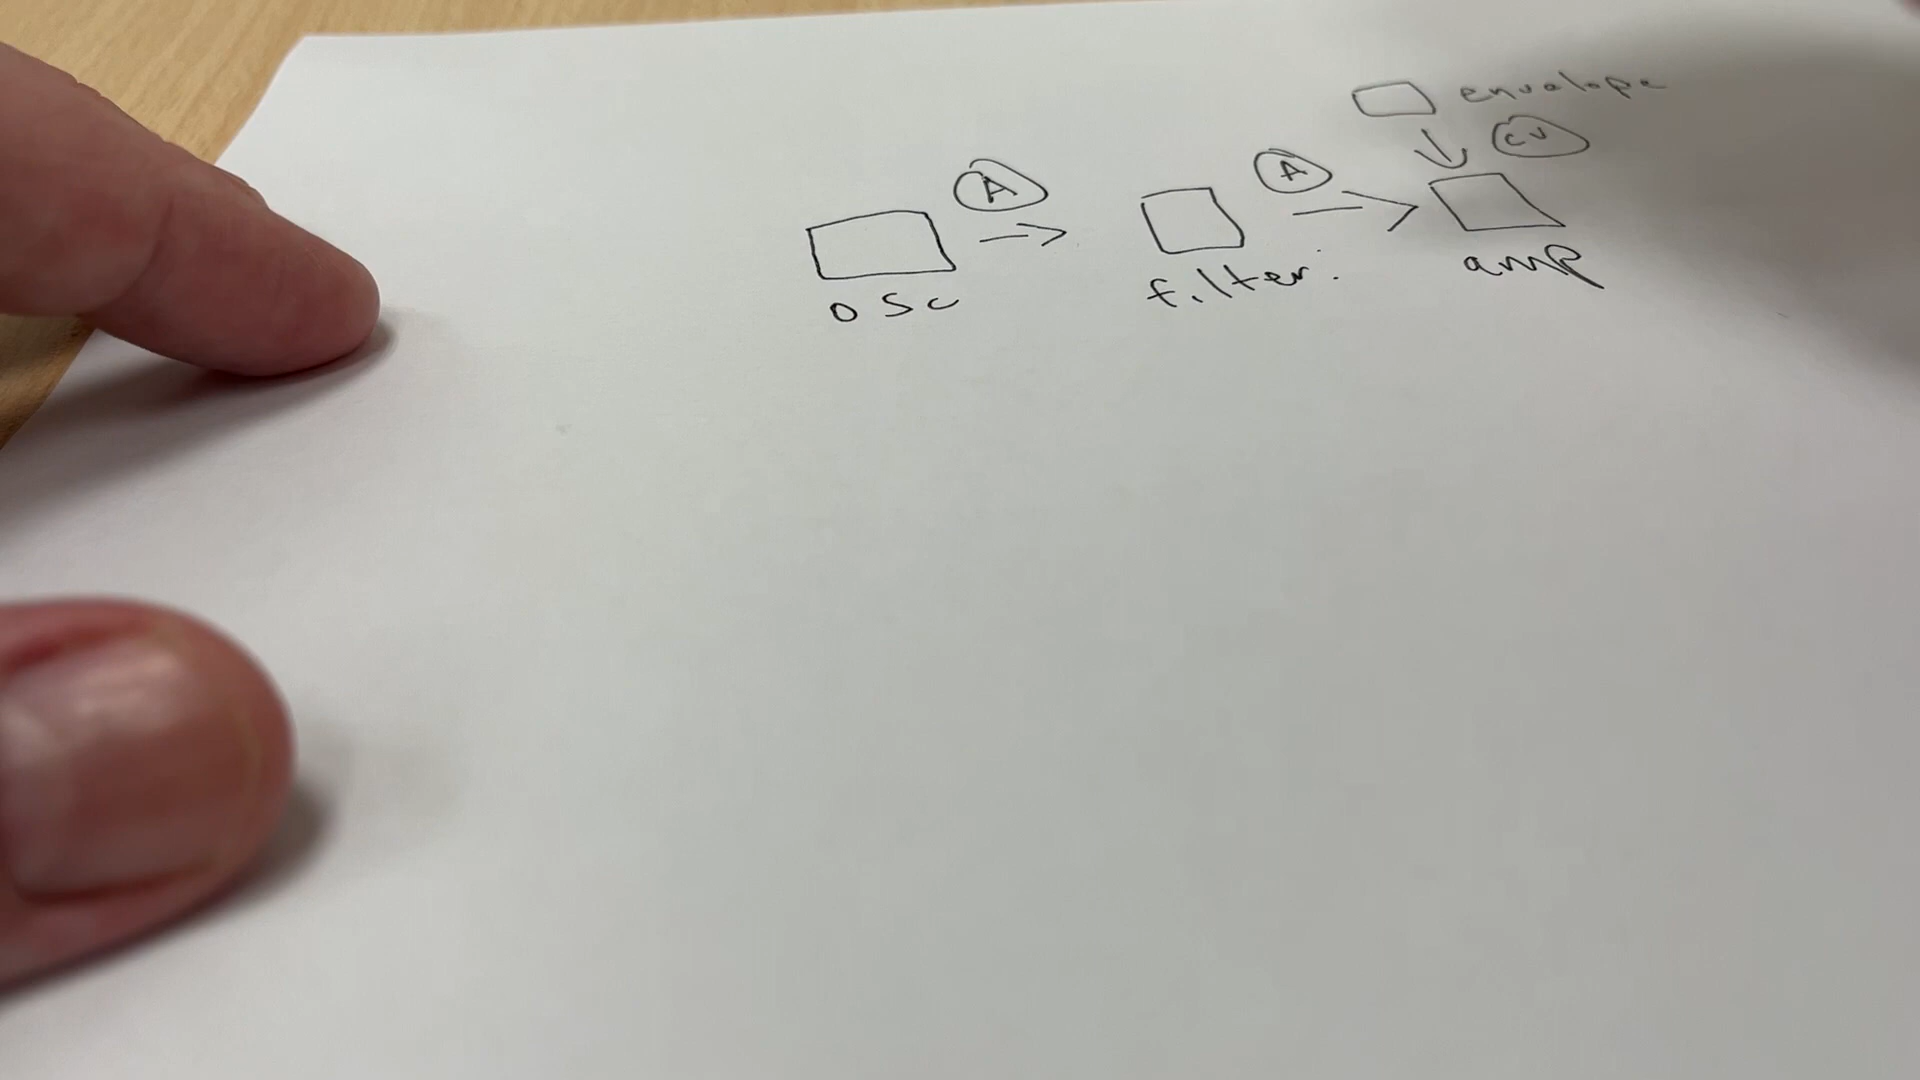 envelope
CV
A
A
osc
filter.
amp